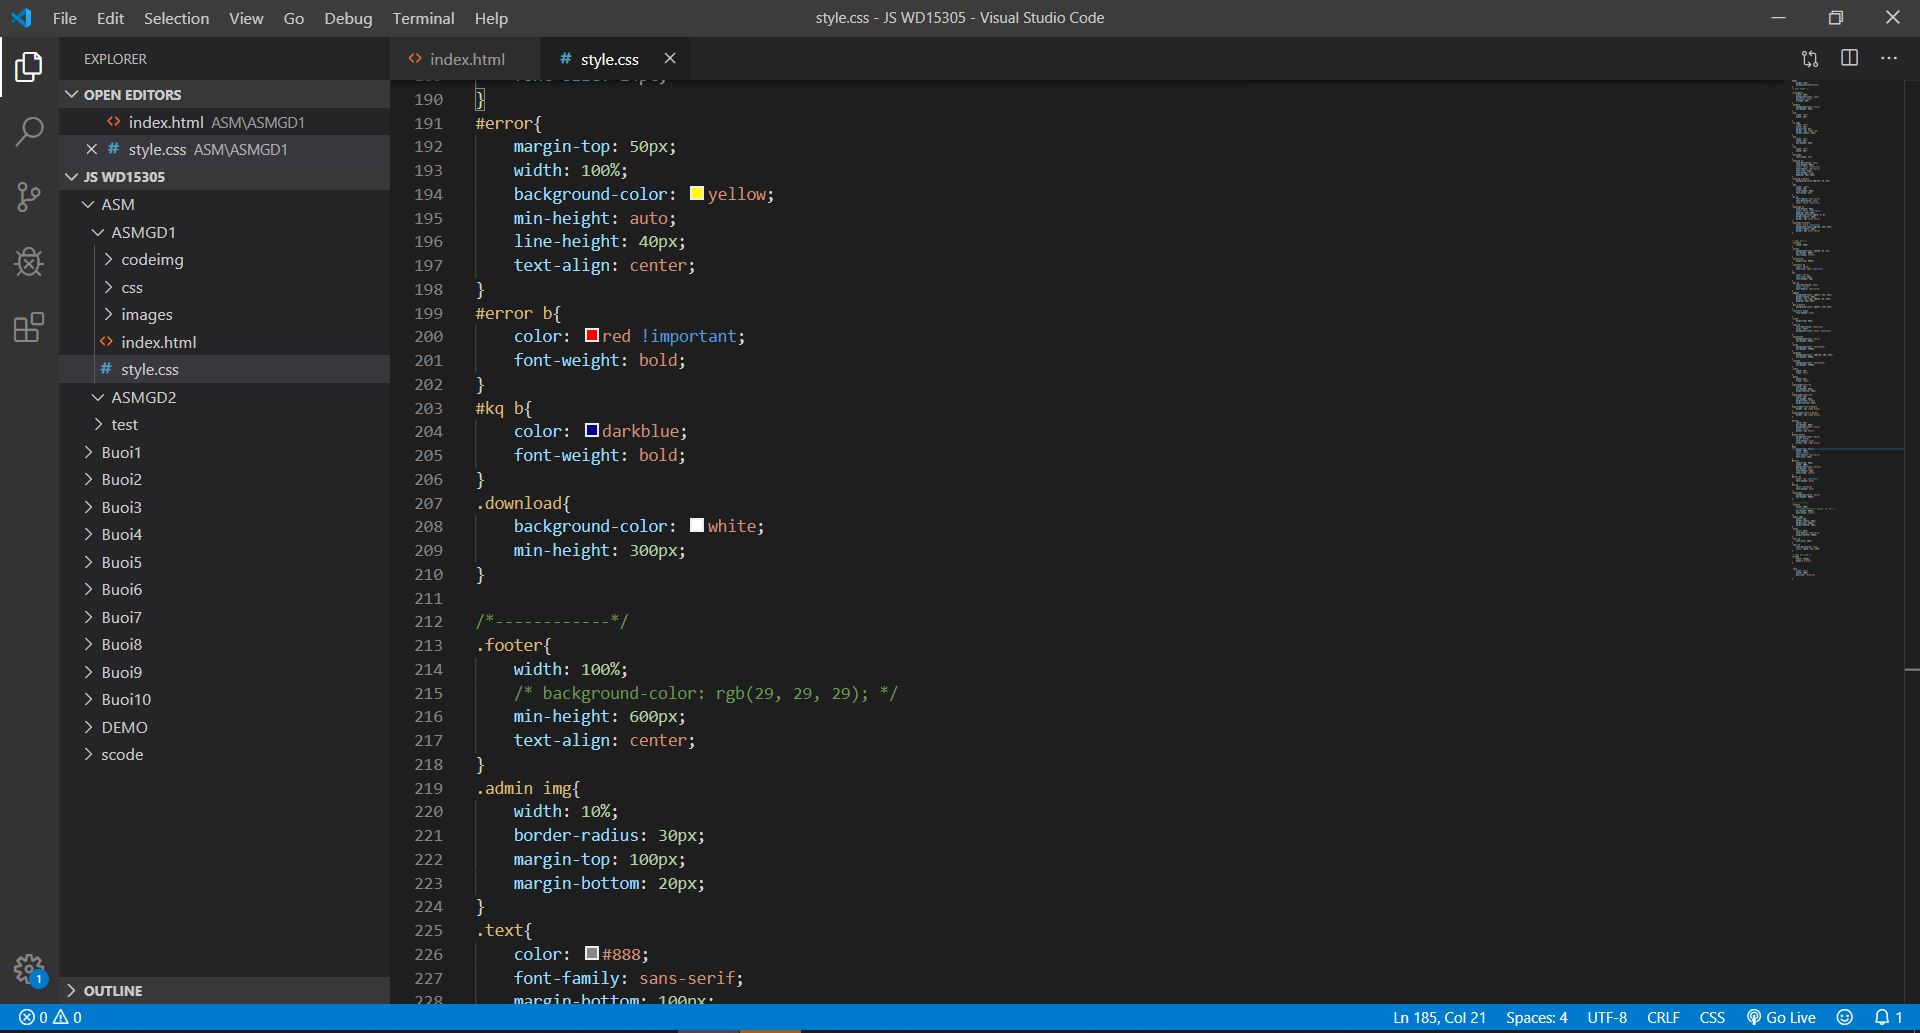 File Edit Selection View Go Debug Terminal Help
style.css - JS WD15305 - Visual Studio Code
EXPLORER
OPEN EDITORS
index.html ASM\ASMGD1
style.css ASM\ASMGD1
JS WD15305
ASM
ASMGD1
codeimg
css
images
index.html
# style.css
ASMGD2
test
Buoi1
Buoi2
Buoi3
Buoi4
Buoi5
Buoi6
Buoi7
Buoi8
Buoi9
Buoi10
DEMO
scode
OUTLINE
1
index.html # style.css
190 }
191 #error{
192 margin-top: 50px;
193 width: 100%;
194 background-color: yellow;
195 min-height: auto;
196 line-height: 40px;
197 text-align: center;
198 }
199 #error b{
200 color: red !important;
201 font-weight: bold;
202 }
203 #kq b{
204 color: darkblue;
205 font-weight: bold;
206 }
207 .download{
208 background-color: white;
209 min-height: 300px;
210 }
211
212 /*------------*/
213 .footer{
214 width: 100%;
215 /* background-color: rgb(29, 29, 29); */
216 min-height: 600px;
217 text-align: center;
218 }
219 .admin img{
220 width: 10%;
221 border-radius: 30px;
222 margin-top: 100px;
223 margin-bottom: 20px;
224 }
225 .text{
226 color: #888;
227 font-family: sans-serif;
228 margin-bottom: 100px;
0 0
Ln 185, Col 21 Spaces: 4 UTF-8 CRLF CSS Go Live 1